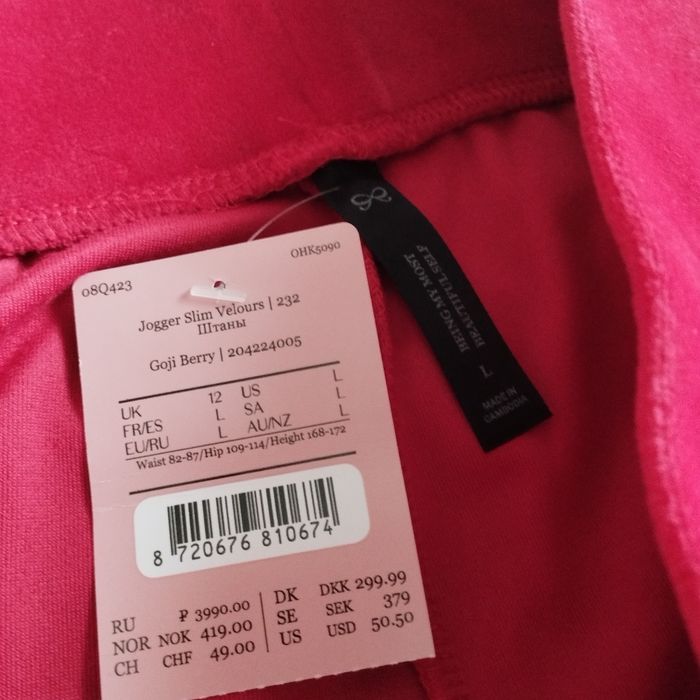 08Q423 OHK5090
Jogger Slim Velours | 232
Штаны
Goji Berry | 204224005
UK 12 US L
FR/ES L SA L
EU/RU L AU/NZ L
Waist 82-87/Hip 109-114/Height 168-172
8 720676 810674
RU ₽ 3990.00 DK DKK 299.99
NOR NOK 419.00 SE SEK 379
CH CHF 49.00 US USD 50.50
BEING MY MOST
BEAUTIFUL SELF
L
MADE IN
CAMBODIA